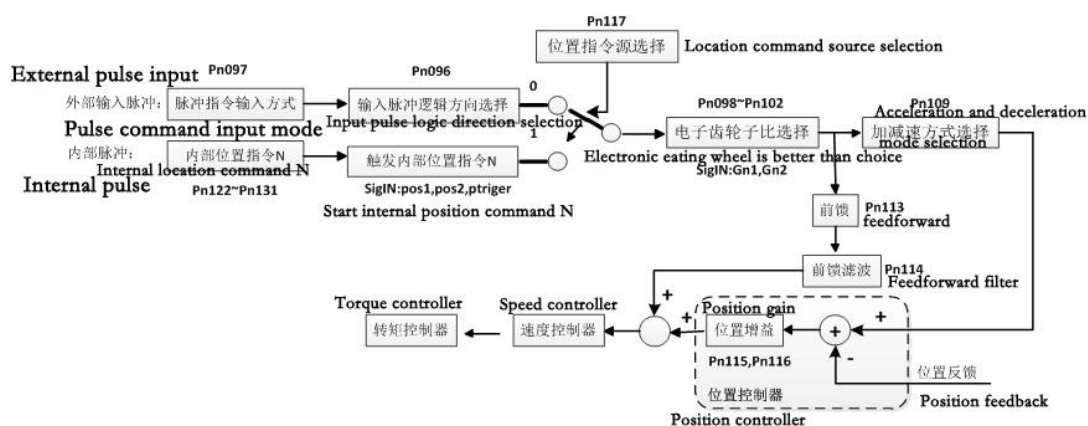 Pn117
位置指令源选择
Location command source selection
External pulse input
Pn097
Pn096
0
外部输入脉冲:
脉冲指令输入方式
输入脉冲逻辑方向选择
Input pulse logic direction selection
Pulse command input mode
1
Pn098~Pn102
电子齿轮子比选择
Electronic eating wheel is better than choice
SigIN:Gn1,Gn2
Pn109
Acceleration and deceleration
加减速方式选择
mode selection
内部脉冲:
内部位置指令N
Internal location command N
Internal pulse
Pn122~Pn131
触发内部位置指令N
SigIN:pos1,pos2,ptriger
Start internal position command N
前馈
Pn113
feedforward
前馈滤波
Pn114
Feedforward filter
Torque controller
转矩控制器
Speed controller
速度控制器
+
+
Position gain
位置增益
Pn115,Pn116
+
+
-
位置反馈
Position feedback
位置控制器
Position controller